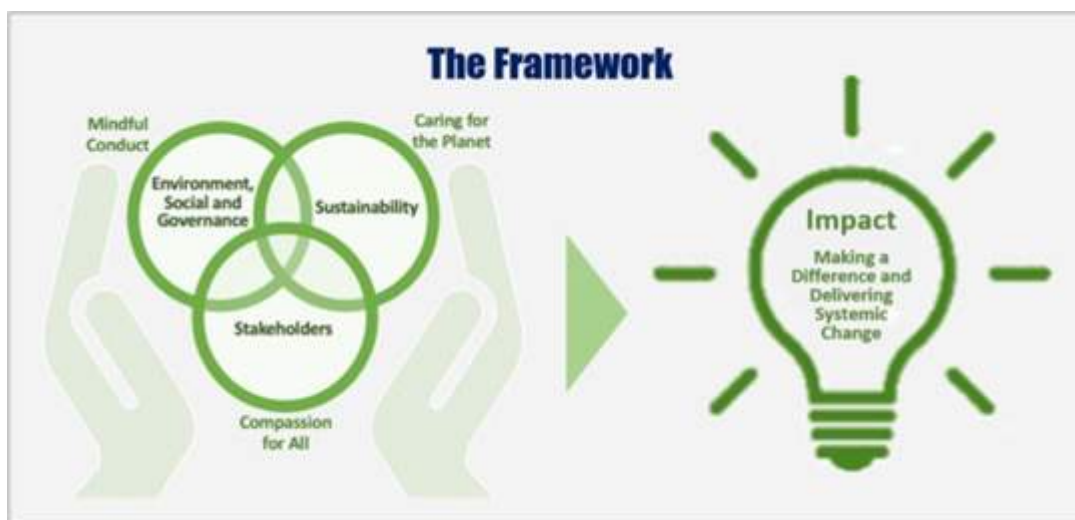 The Framework
Mindful
Conduct
Caring for
the Planet
Environment,
Social and
Governance
Sustainability
Stakeholders
Compassion
for All
Impact
Making a
Difference and
Delivering
Systemic
Change